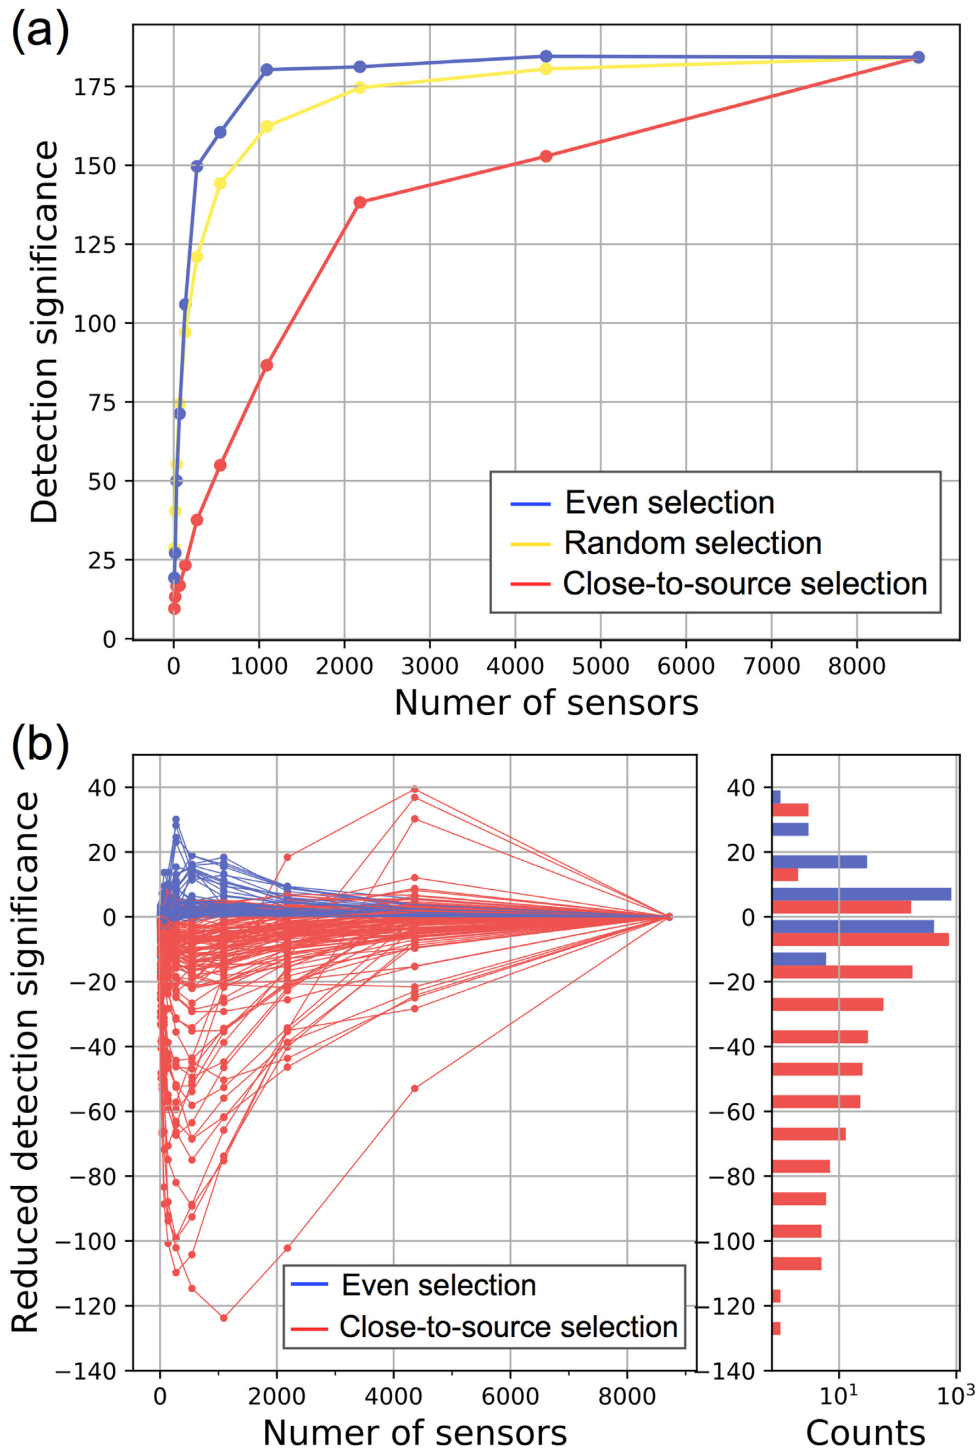 (a)
175
150
125
100
75
50
25
0
Detection significance
Even selection
Random selection
Close-to-source selection
0 1000 2000 3000 4000 5000 6000 7000 8000
Numer of sensors
(b)
40
20
0
−20
−40
−60
−80
−100
−120
−140
Reduced detection significance
Even selection
Close-to-source selection
0 2000 4000 6000 8000
Numer of sensors
40
20
0
−20
−40
−60
−80
−100
−120
−140
10¹ 10³
Counts